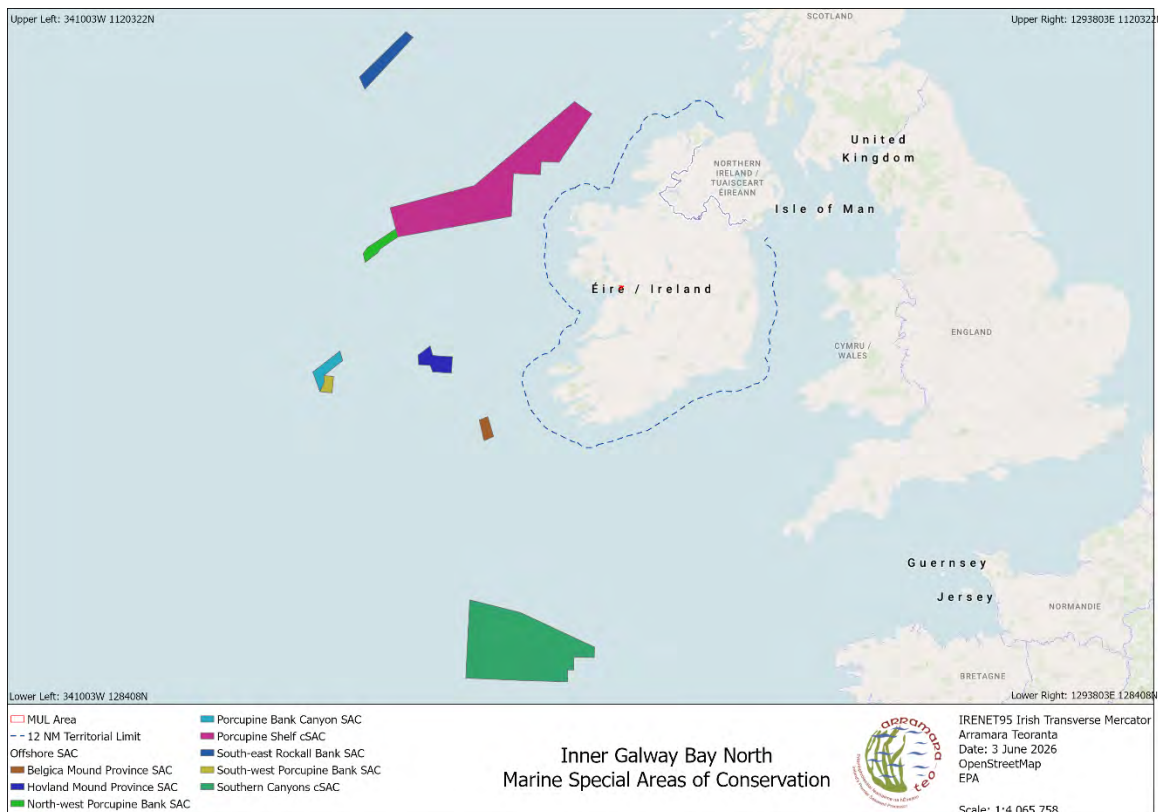 Upper Left: 341003W 1120322N
SCOTLAND
Upper Right: 1293803E 1120322
United
Kingdom
NORTHERN
IRELAND /
TUAISCEART
ÉIREANN
Isle of Man
Éire / Ireland
CYMRU /
WALES
ENGLAND
Guernsey
Jersey
NORMANDIE
BRETAGNE
Lower Left: 341003W 128408N
Lower Right: 1293803E 128408N
MUL Area
12 NM Territorial Limit
Offshore SAC
Belgica Mound Province SAC
Hovland Mound Province SAC
North-west Porcupine Bank SAC
Porcupine Bank Canyon SAC
Porcupine Shelf cSAC
South-east Rockall Bank SAC
South-west Porcupine Bank SAC
Southern Canyons cSAC
Inner Galway Bay North
Marine Special Areas of Conservation
arramara
teo
IRENET95 Irish Transverse Mercator
Arramara Teoranta
Date: 3 June 2026
OpenStreetMap
EPA
Scale: 1:4,065,758